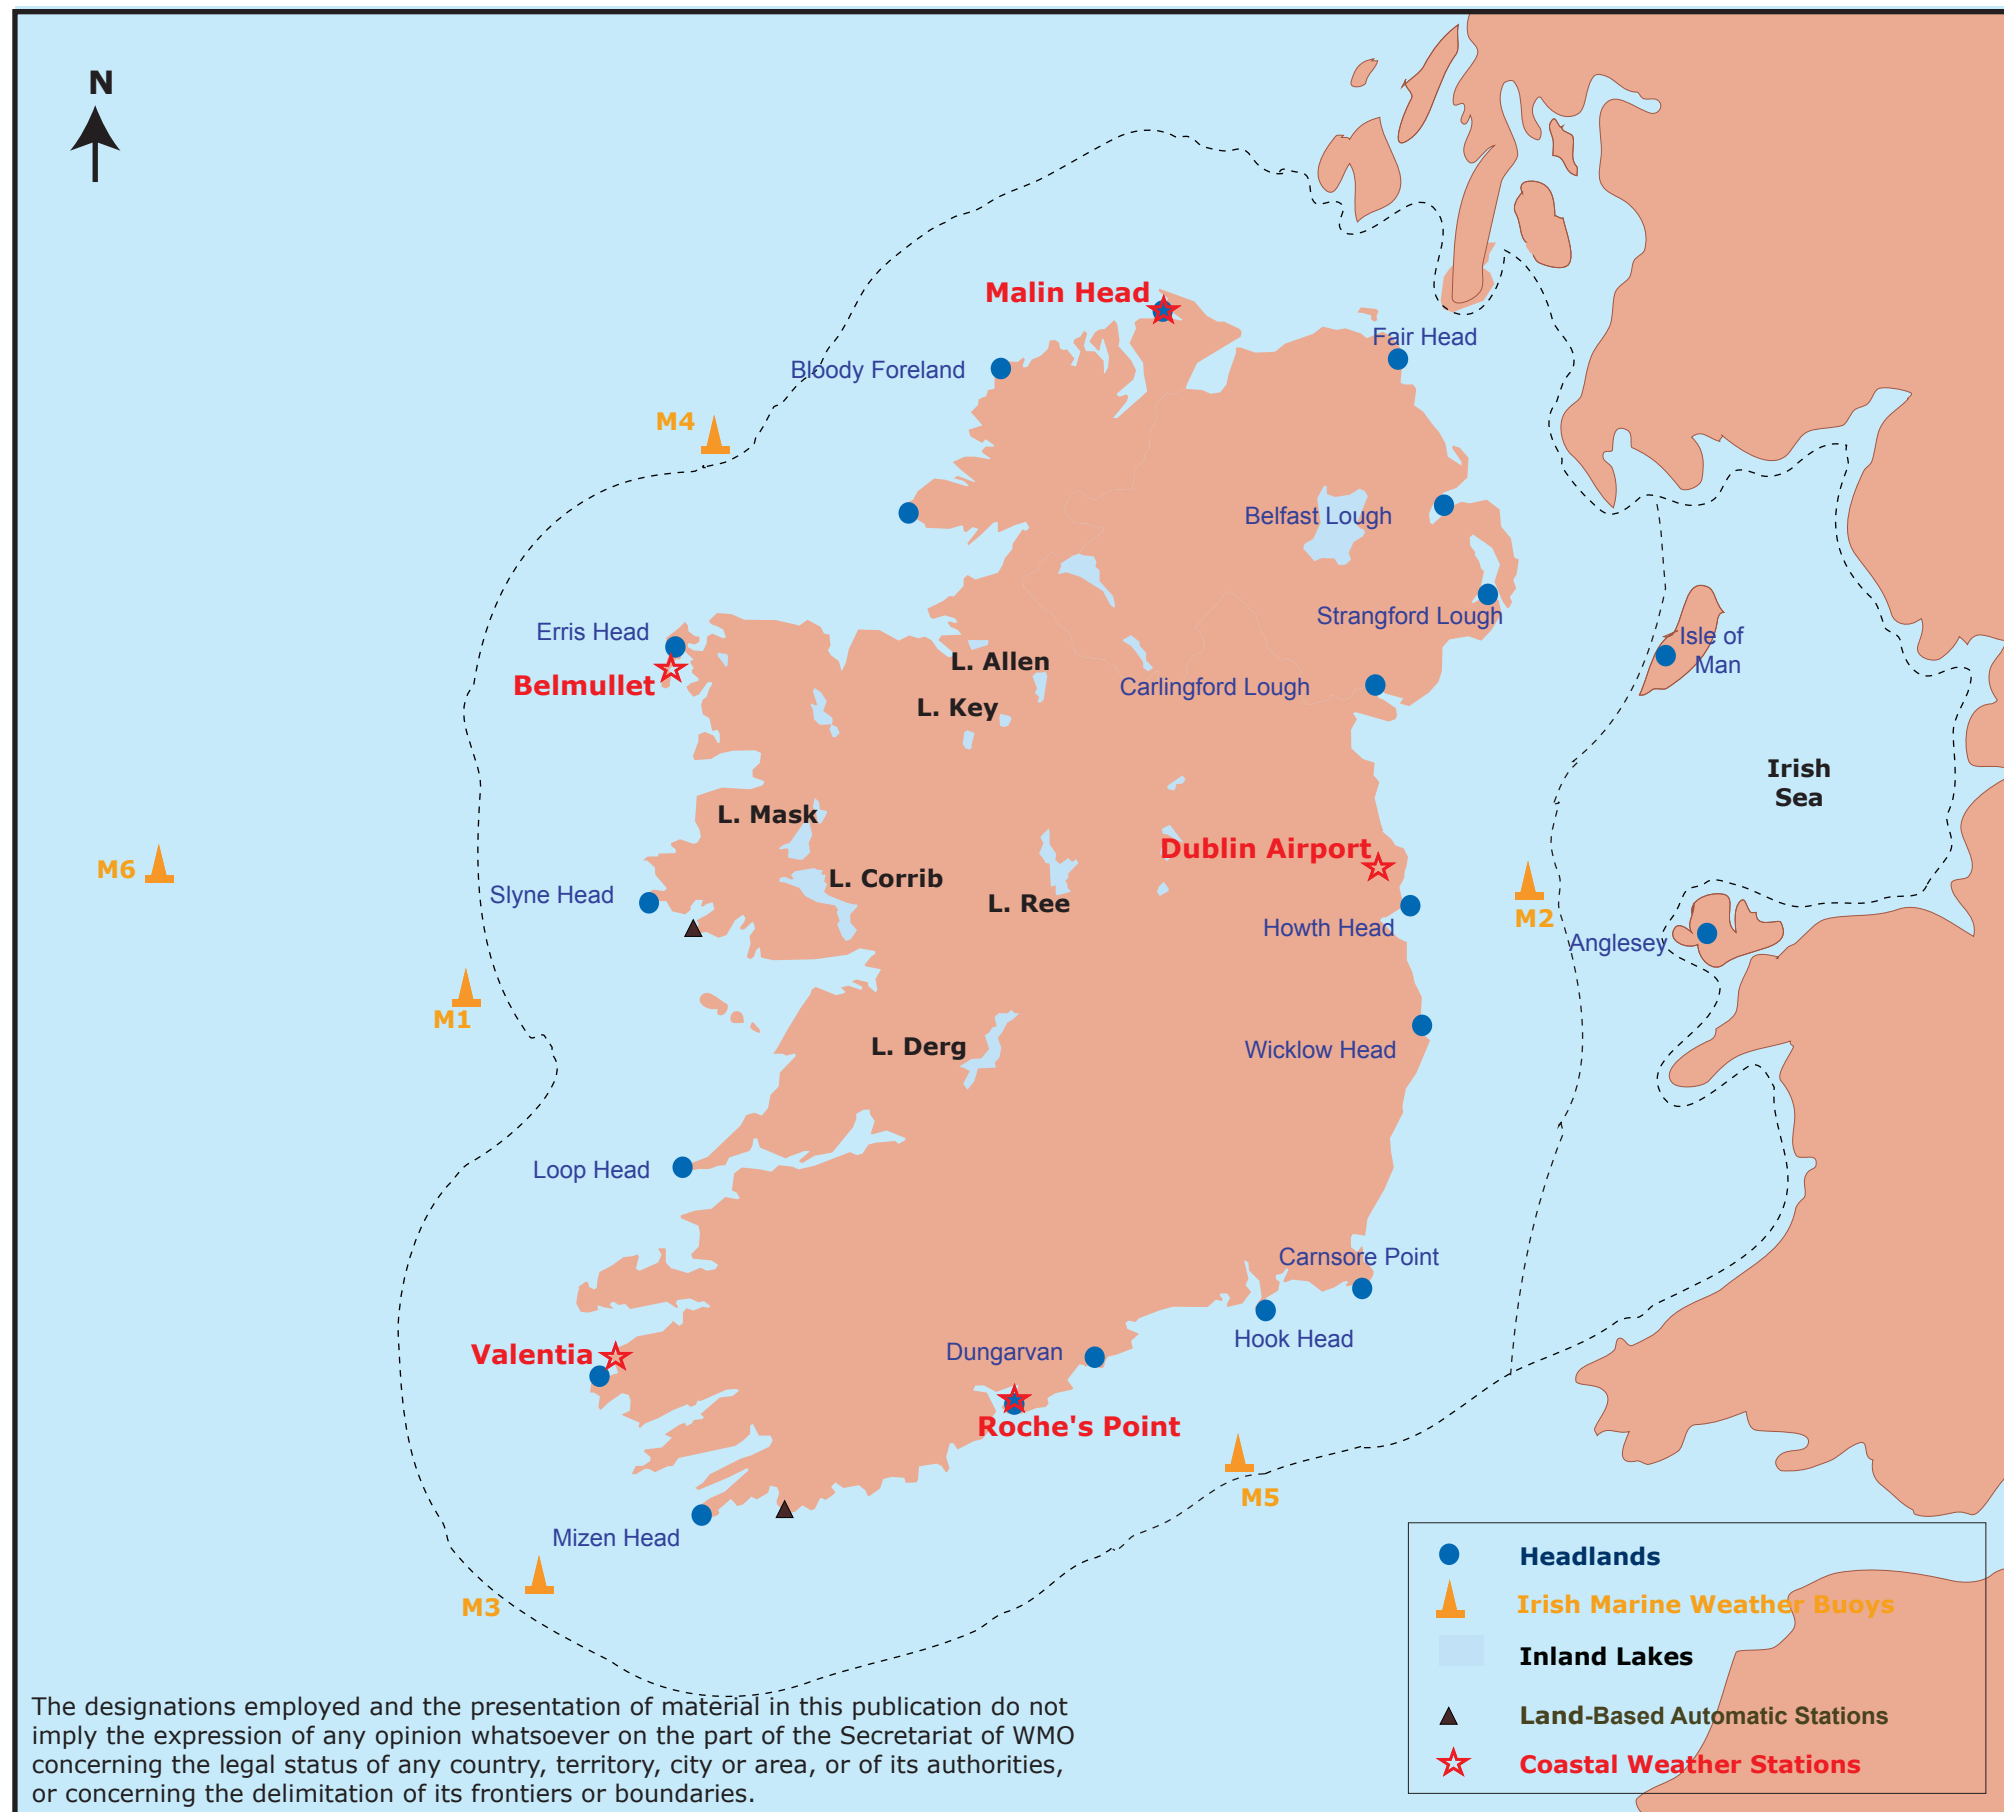 N
Malin Head
Fair Head
Bloody Foreland
M4
Belfast Lough
Strangford Lough
Erris Head
Isle of
Man
L. Allen
Belmullet
Carlingford Lough
L. Key
Irish
Sea
L. Mask
Dublin Airport
M6
L. Corrib
Slyne Head
L. Ree
M2
Howth Head
Anglesey
M1
L. Derg
Wicklow Head
Loop Head
Carnsore Point
Hook Head
Dungarvan
Valentia
Roche's Point
M5
Mizen Head
M3
Headlands
Irish Marine Weather Buoys
Inland Lakes
Land-Based Automatic Stations
Coastal Weather Stations
The designations employed and the presentation of material in this publication do not
imply the expression of any opinion whatsoever on the part of the Secretariat of WMO
concerning the legal status of any country, territory, city or area, or of its authorities,
or concerning the delimitation of its frontiers or boundaries.